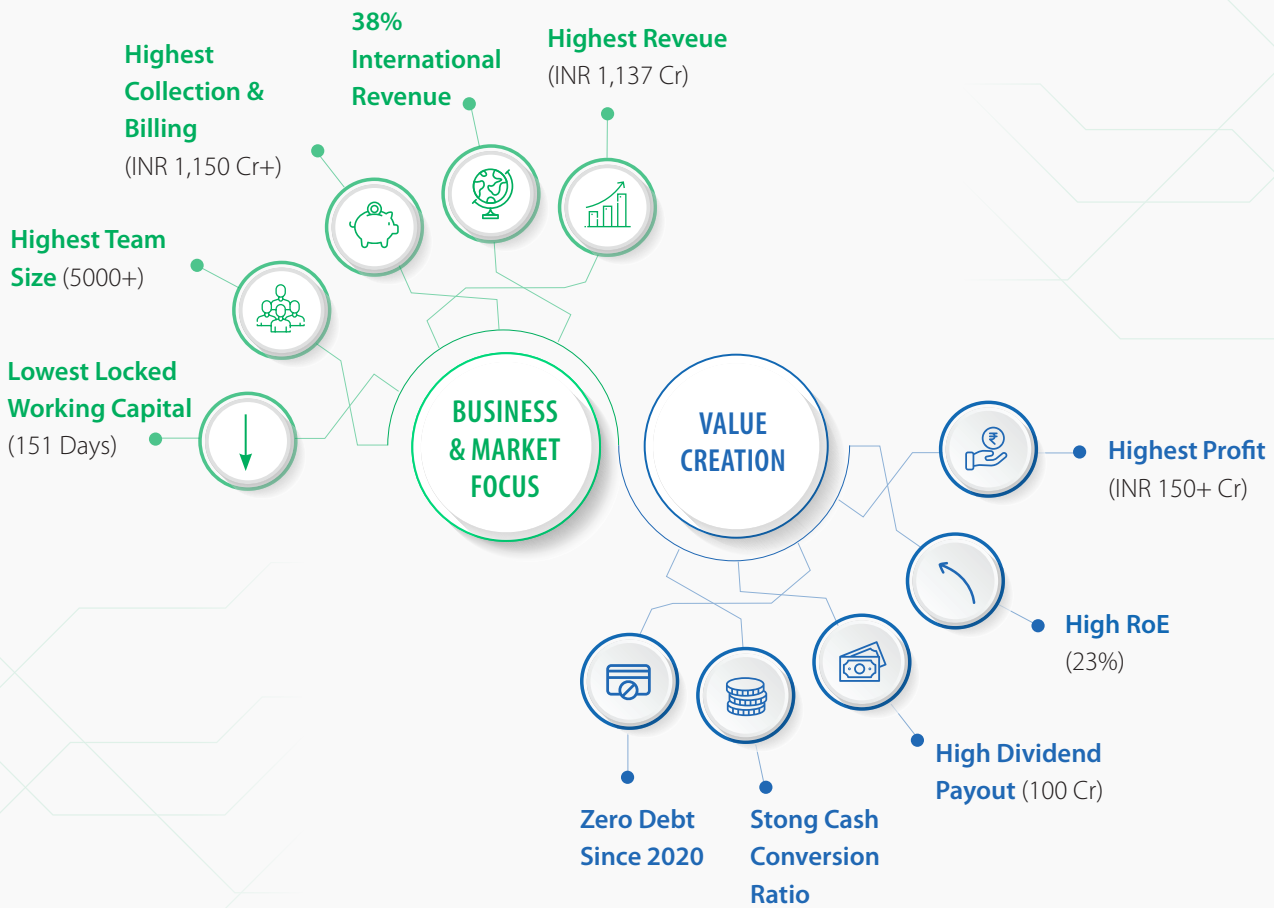 38%
International
Revenue
Highest Reveue
(INR 1,137 Cr)
Highest
Collection &
Billing
(INR 1,150 Cr+)
Highest Team
Size (5000+)
Lowest Locked
Working Capital
(151 Days)
BUSINESS
& MARKET
FOCUS
VALUE
CREATION
₹
Highest Profit
(INR 150+ Cr)
High RoE
(23%)
High Dividend
Payout (100 Cr)
Stong Cash
Conversion
Ratio
Zero Debt
Since 2020